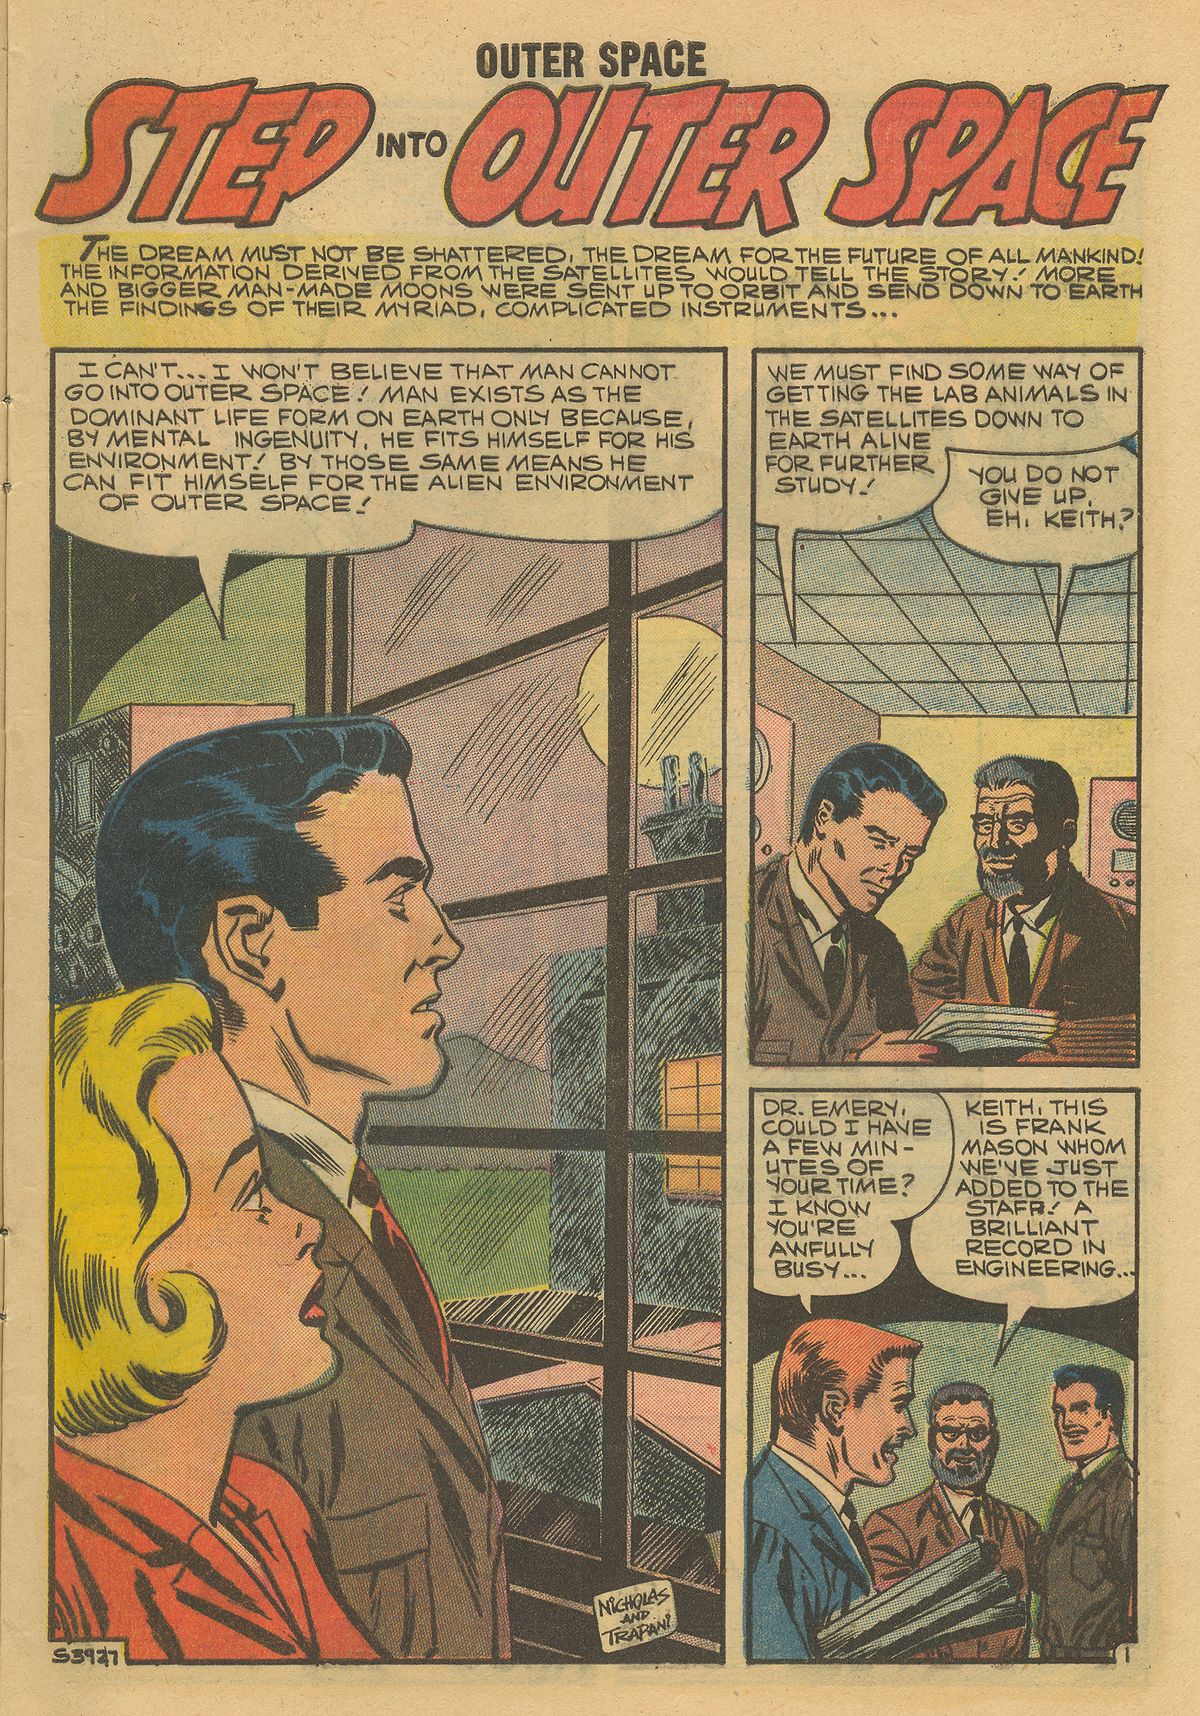 OUTER SPACE
STEP INTO OUTER SPACE
THE DREAM MUST NOT BE SHATTERED, THE DREAM FOR THE FUTURE OF ALL MANKIND!
THE INFORMATION DERIVED FROM THE SATELLITES WOULD TELL THE STORY! MORE
AND BIGGER MAN-MADE MOONS WERE SENT UP TO ORBIT AND SEND DOWN TO EARTH
THE FINDINGS OF THEIR MYRIAD, COMPLICATED INSTRUMENTS...
I CAN'T... I WON'T BELIEVE THAT MAN CANNOT
GO INTO OUTER SPACE! MAN EXISTS AS THE
DOMINANT LIFE FORM ON EARTH ONLY BECAUSE,
BY MENTAL INGENUITY, HE FITS HIMSELF FOR HIS
ENVIRONMENT! BY THOSE SAME MEANS HE
CAN FIT HIMSELF FOR THE ALIEN ENVIRONMENT
OF OUTER SPACE!
NICHOLAS
AND
TRAPANI
S3927
WE MUST FIND SOME WAY OF
GETTING THE LAB ANIMALS IN
THE SATELLITES DOWN TO
EARTH ALIVE
FOR FURTHER
STUDY!
YOU DO NOT
GIVE UP,
EH, KEITH?
DR. EMERY,
COULD I HAVE
A FEW MIN-
UTES OF
YOUR TIME?
I KNOW
YOU'RE
AWFULLY
BUSY...
KEITH, THIS
IS FRANK
MASON WHOM
WE'VE JUST
ADDED TO THE
STAFF! A
BRILLIANT
RECORD IN
ENGINEERING...
1